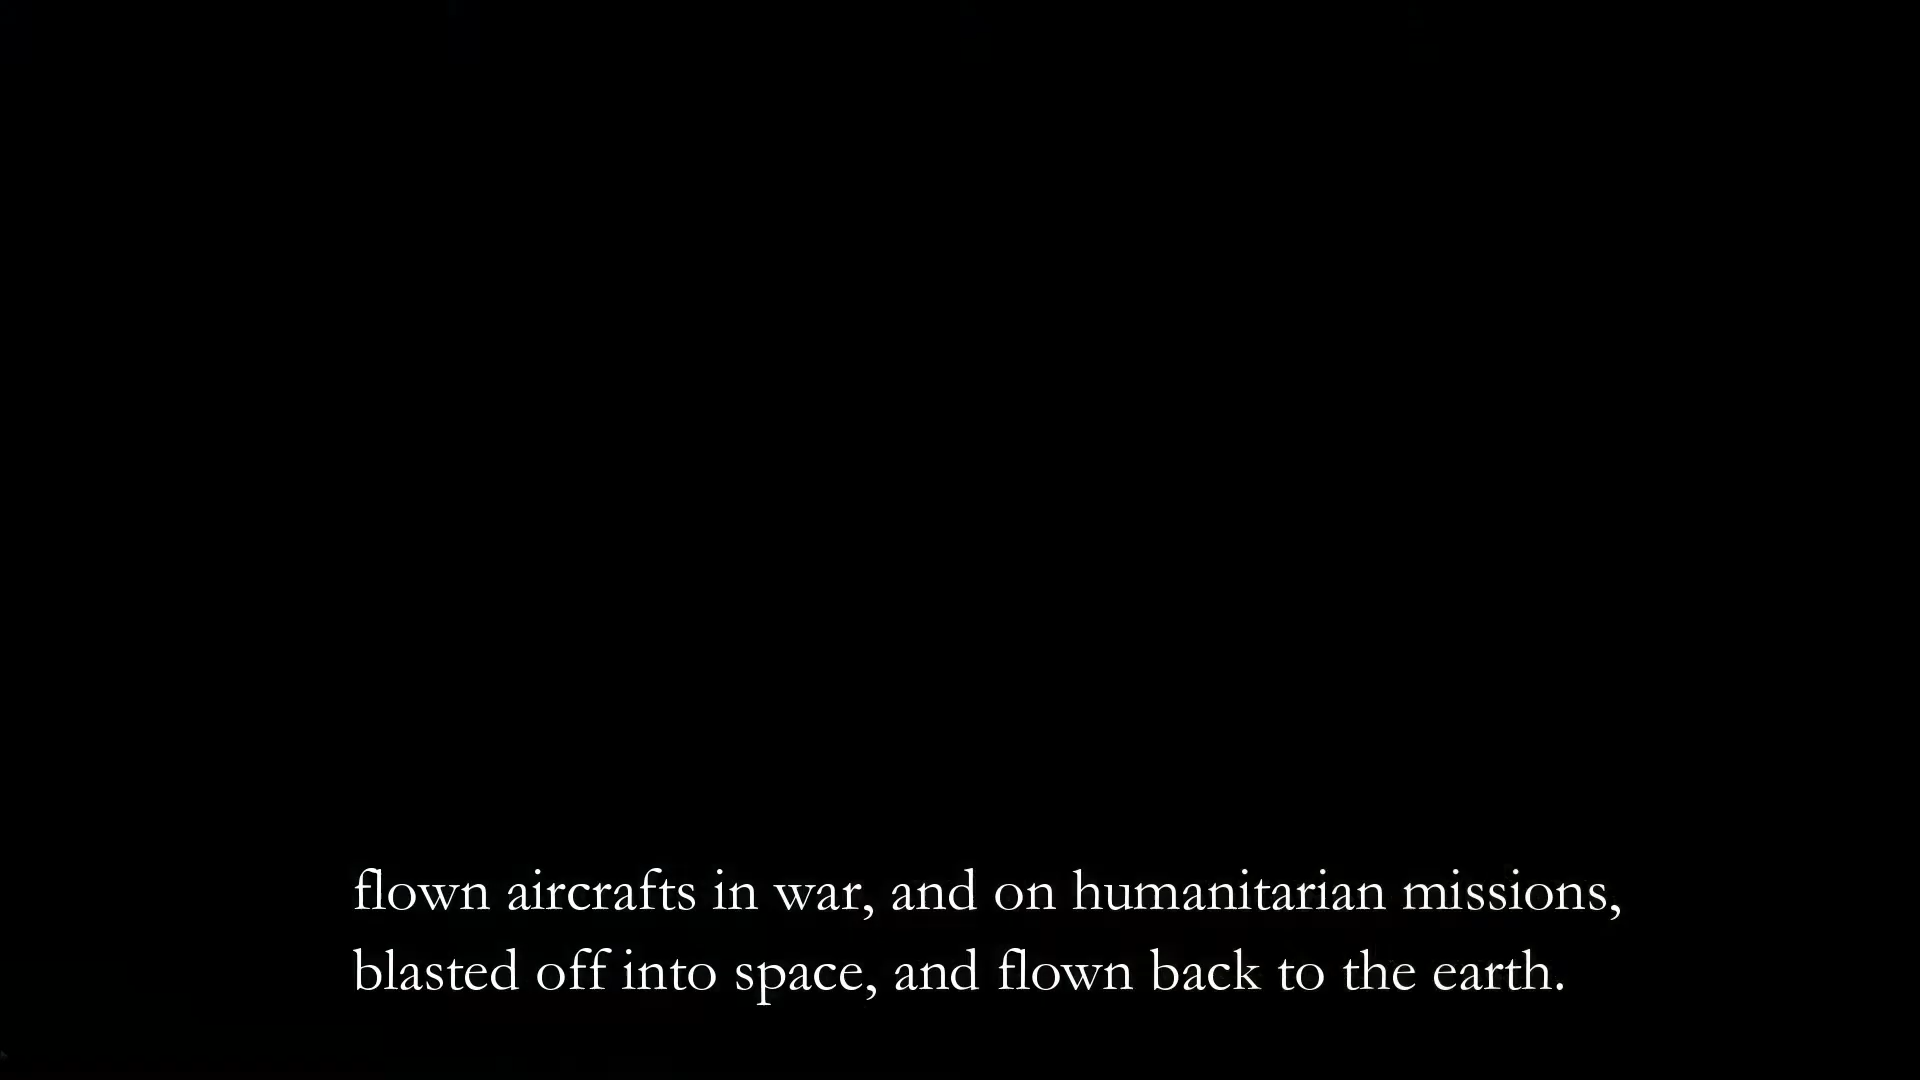 flown aircrafts in war, and on humanitarian missions,
blasted off into space, and flown back to the earth.